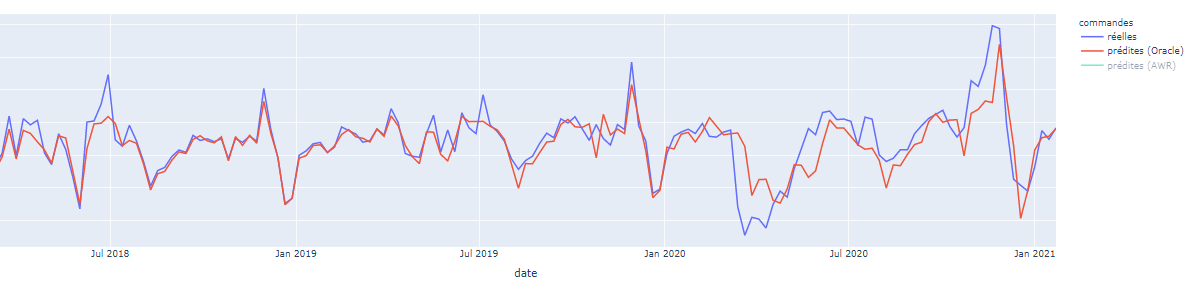 commandes
réelles
prédites (Oracle)
prédites (AWR)
Jul 2018
Jan 2019
Jul 2019
Jan 2020
Jul 2020
Jan 2021
date